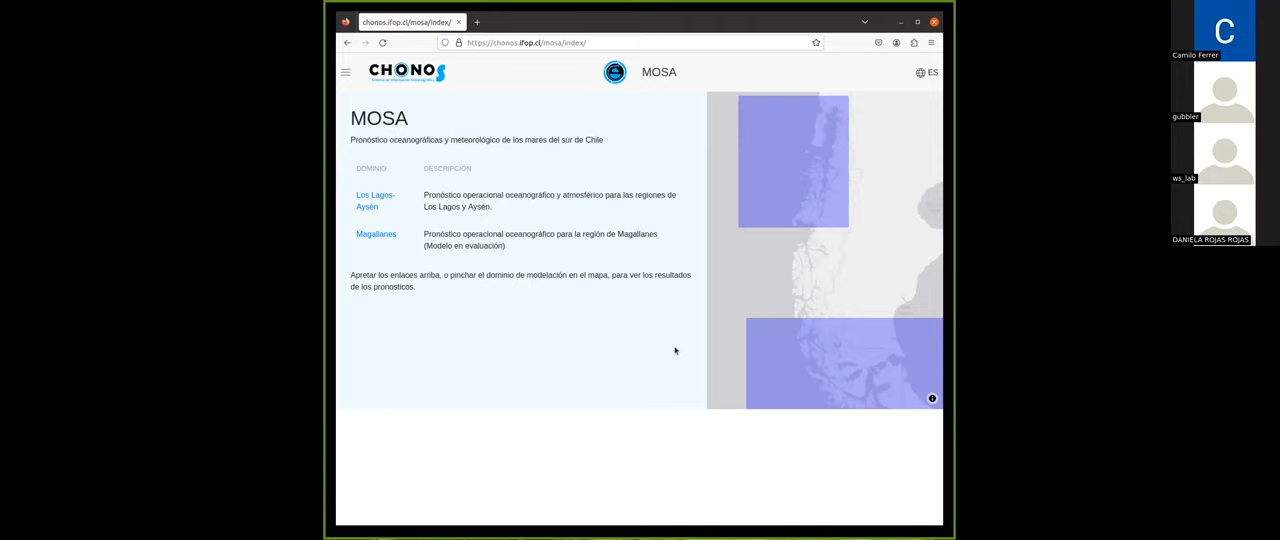 chonos.ifop.cl/mosa/index/
https://chonos.ifop.cl/mosa/index/
CHONOS
MOSA
ES
MOSA
Pronóstico oceanográficas y meteorológico de los mares del sur de Chile
DOMINIO DESCRIPCIÓN
Los Lagos- Pronóstico operacional oceanográfico y atmosférico para las regiones de
Aysén Los Lagos y Aysén.
Magallanes Pronóstico operacional oceanográfico para la región de Magallanes
(Modelo en evaluación)
Apretar los enlaces arriba, o pinchar el dominio de modelación en el mapa, para ver los resultados
de los pronosticos.
C
Camilo Ferrer
gubbler
ws_lab
DANIELA ROJAS ROJAS